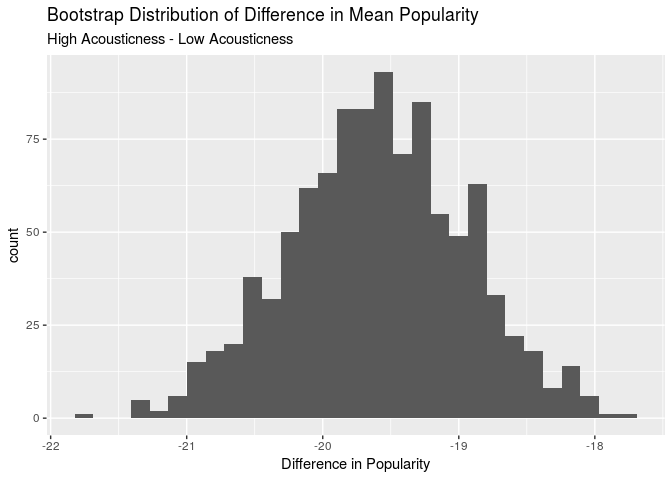 Bootstrap Distribution of Difference in Mean Popularity
High Acousticness - Low Acousticness
75
50
25
0
count
-22
-21
-20
-19
-18
Difference in Popularity